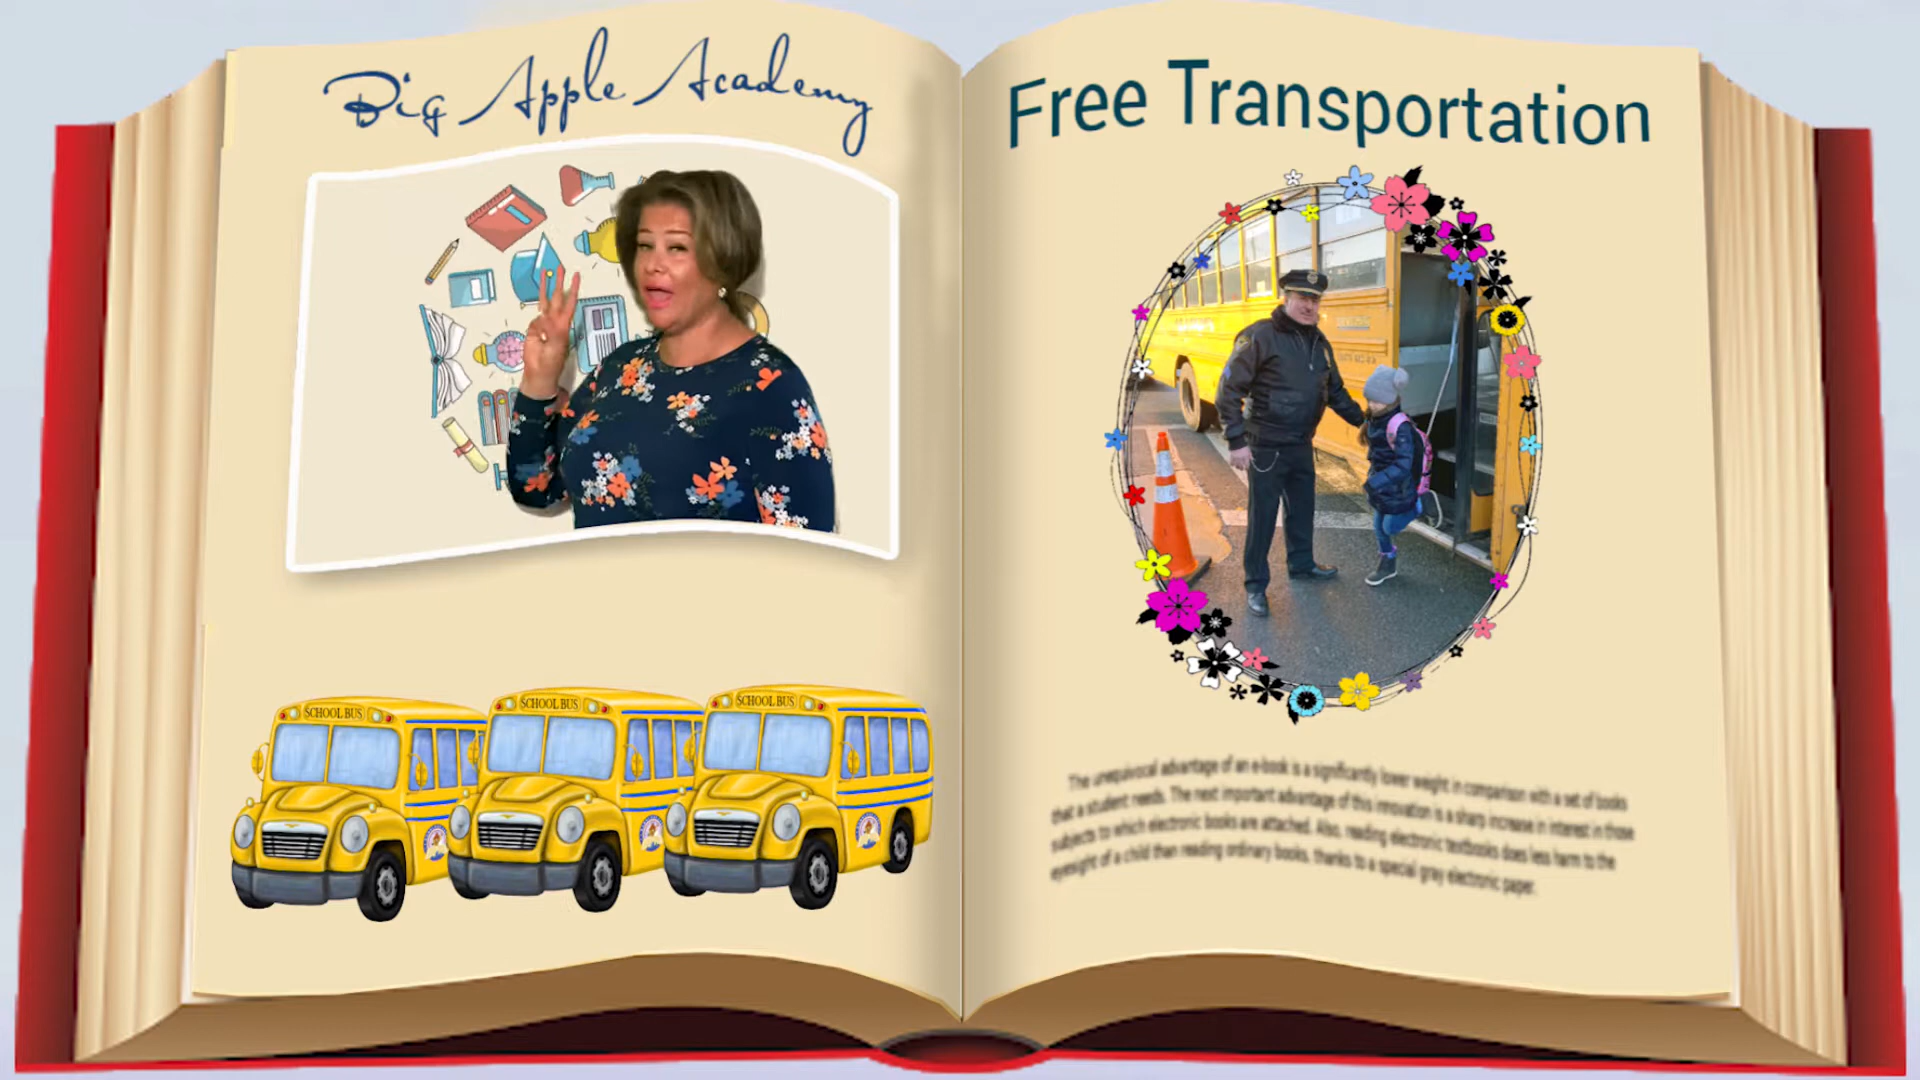 Big Apple Academy
Free Transportation
SCHOOL BUS
SCHOOL BUS
SCHOOL BUS
The unequivocal advantage of an e-book is a significantly lower weight in comparison with a set of books
that a student needs. The next important advantage of this innovation is a sharp increase in interest in those
subjects to which electronic books are attached. Also, reading electronic textbooks does less harm to the
eyesight of a child than reading ordinary books, thanks to a special gray electronic paper.